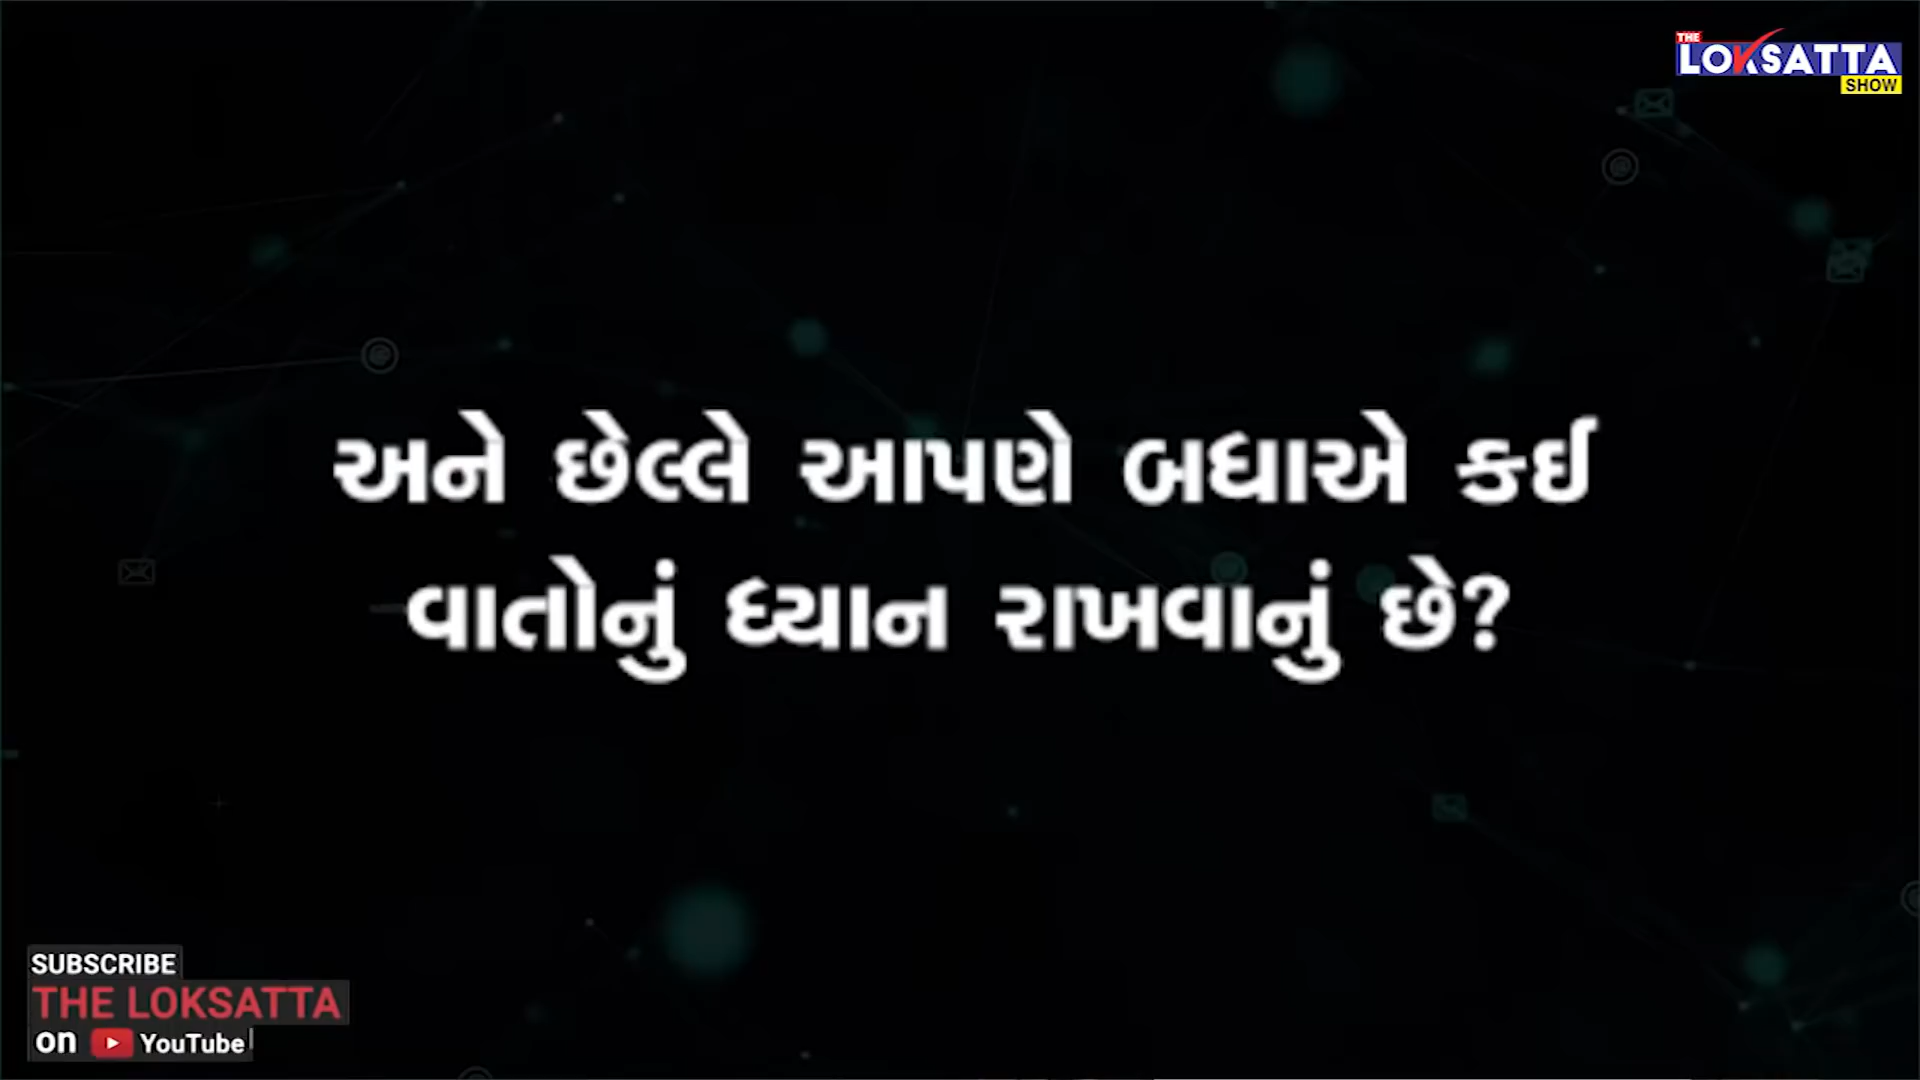 THE
LOKSATTA
SHOW
અને છેલ્લે આપણે બધાએ કઈ
વાતોનું ધ્યાન રાખવાનું છે?
SUBSCRIBE
THE LOKSATTA
on YouTube